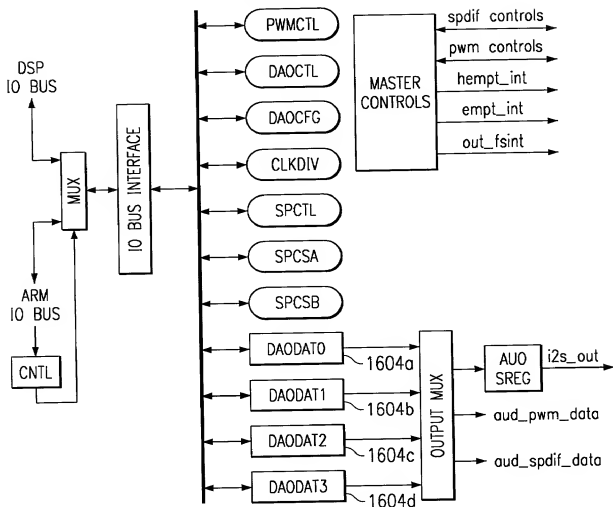 DSP
IO BUS
MUX
ARM
IO BUS
CNTL
IO BUS INTERFACE
PWMCTL
DAOCTL
DAOCFG
CLKDIV
SPCTL
SPCSA
SPCSB
DAODAT0
1604a
DAODAT1
1604b
DAODAT2
1604c
DAODAT3
1604d
MASTER
CONTROLS
spdif controls
pwm controls
hempt_int
empt_int
out_fsint
OUTPUT MUX
AUO
SREG
i2s_out
aud_pwm_data
aud_spdif_data